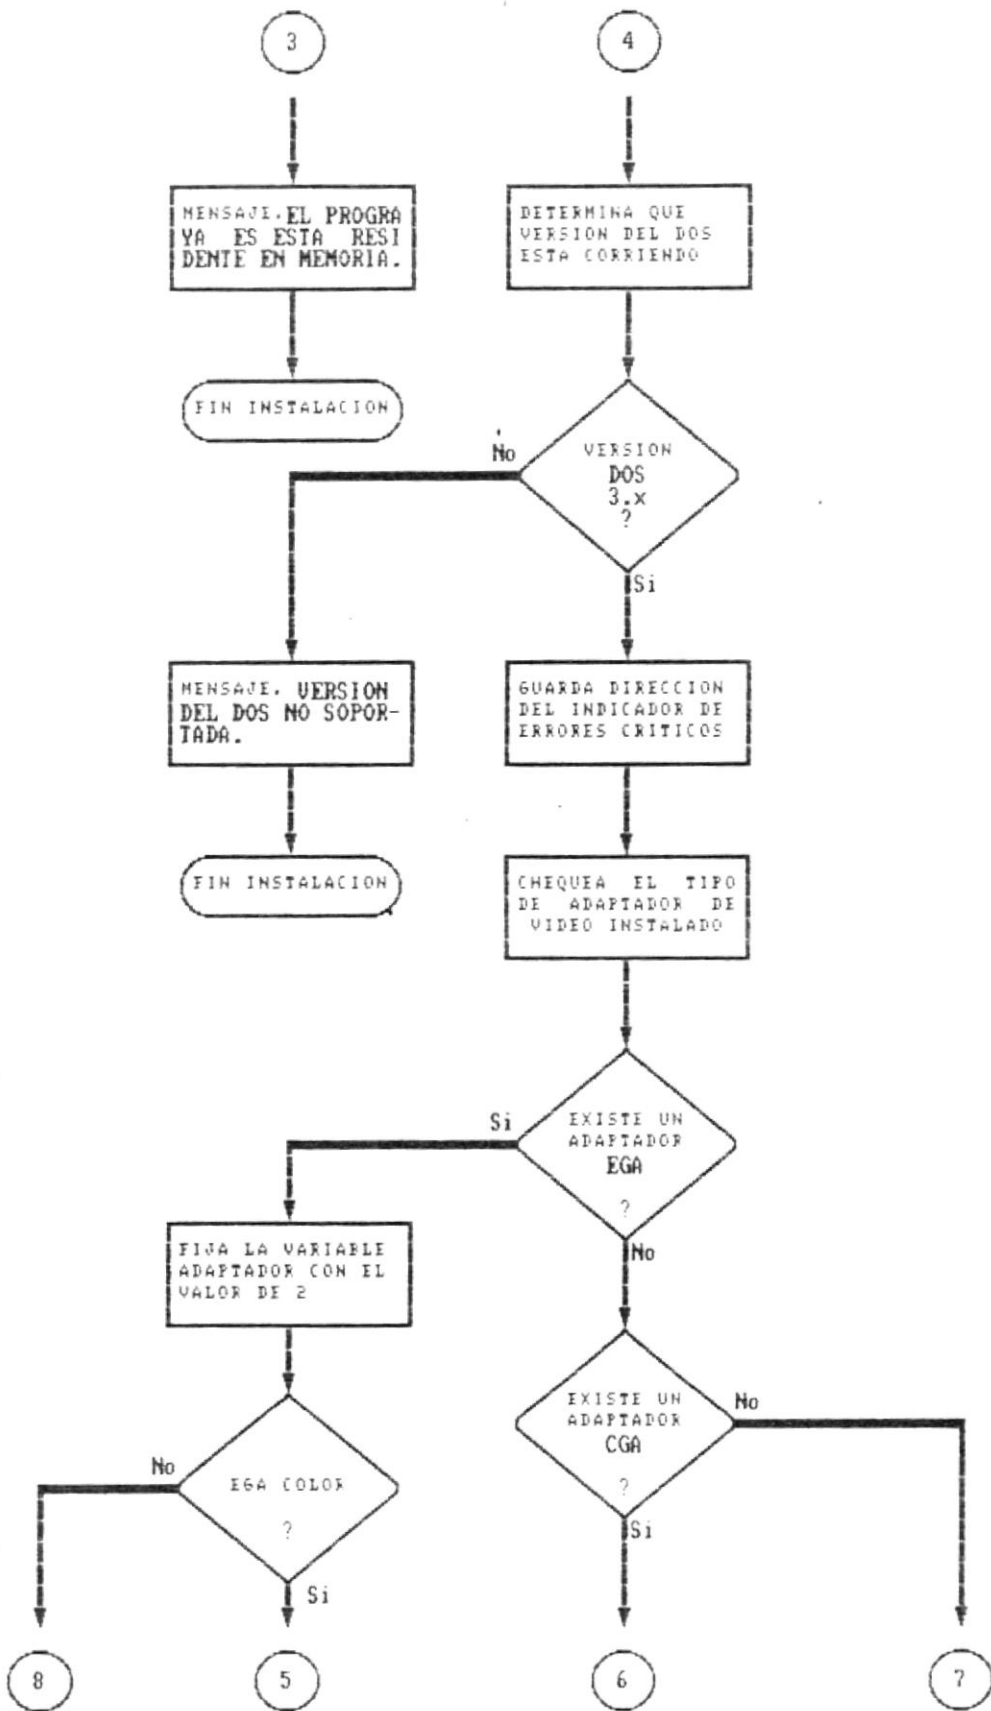 3
4
MENSAJE. EL PROGRA
YA ES ESTA RESI
DENTE EN MEMORIA.
DETERMINA QUE
VERSION DEL DOS
ESTA CORRIENDO
FIN INSTALACION
No
VERSION
DOS
3.x
?
Si
MENSAJE. VERSION
DEL DOS NO SOPOR-
TADA.
GUARDA DIRECCION
DEL INDICADOR DE
ERRORES CRITICOS
FIN INSTALACION
CHEQUEA EL TIPO
DE ADAPTADOR DE
VIDEO INSTALADO
Si
EXISTE UN
ADAPTADOR
EGA
?
No
FIJA LA VARIABLE
ADAPTADOR CON EL
VALOR DE 2
EXISTE UN
ADAPTADOR
CGA
?
No
Si
No
EGA COLOR
?
Si
8
5
6
7